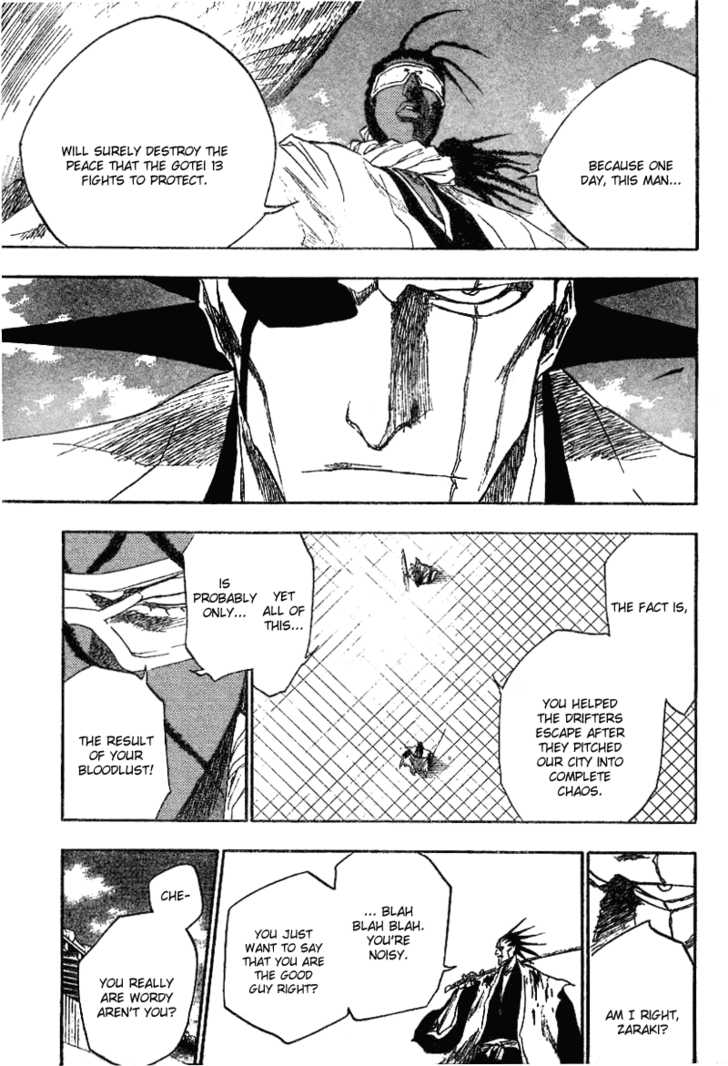 BECAUSE ONE
DAY, THIS MAN...
WILL SURELY DESTROY THE
PEACE THAT THE GOTEI 13
FIGHTS TO PROTECT.
THE FACT IS,
YOU HELPED
THE DRIFTERS
ESCAPE AFTER
THEY PITCHED
OUR CITY INTO
COMPLETE
CHAOS.
YET
ALL OF
THIS...
IS
PROBABLY
ONLY...
THE RESULT
OF YOUR
BLOODLUST!
AM I RIGHT,
ZARAKI?
... BLAH
BLAH BLAH.
YOU'RE
NOISY.
YOU JUST
WANT TO SAY
THAT YOU ARE
THE GOOD
GUY RIGHT?
CHE-
YOU REALLY
ARE WORDY
AREN'T YOU?